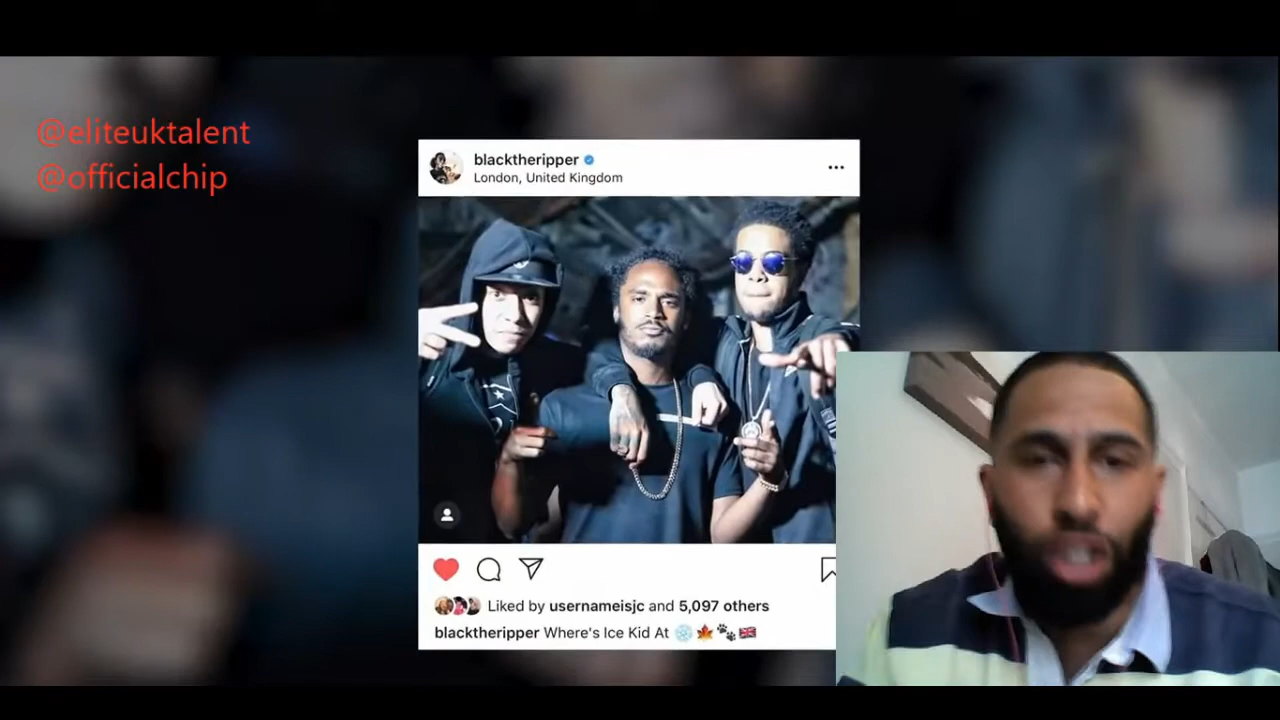 @eliteuktalent
@officialchip
blacktheripper
London, United Kingdom
Liked by usernameisjc and 5,097 others
blacktheripper Where's Ice Kid At ❄️🍁🐾🇬🇧